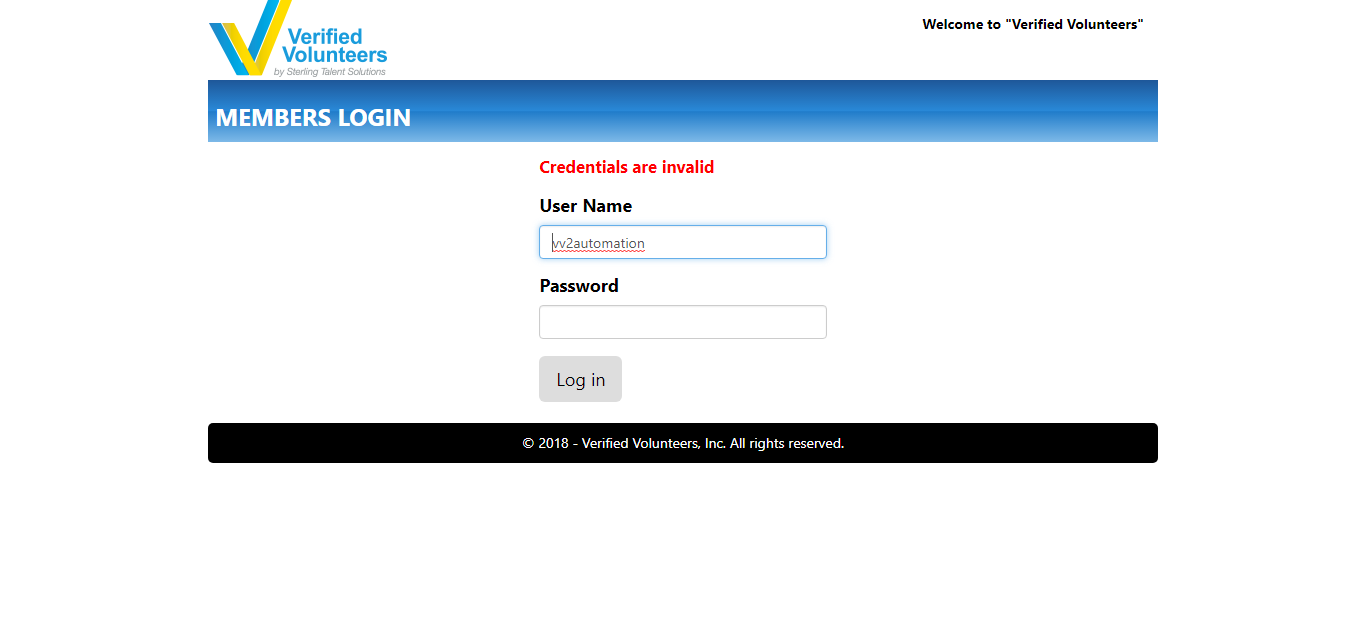 Verified
Volunteers
by Sterling Talent Solutions
Welcome to "Verified Volunteers"
MEMBERS LOGIN
Credentials are invalid
User Name
vv2automation
Password
Log in
© 2018 - Verified Volunteers, Inc. All rights reserved.